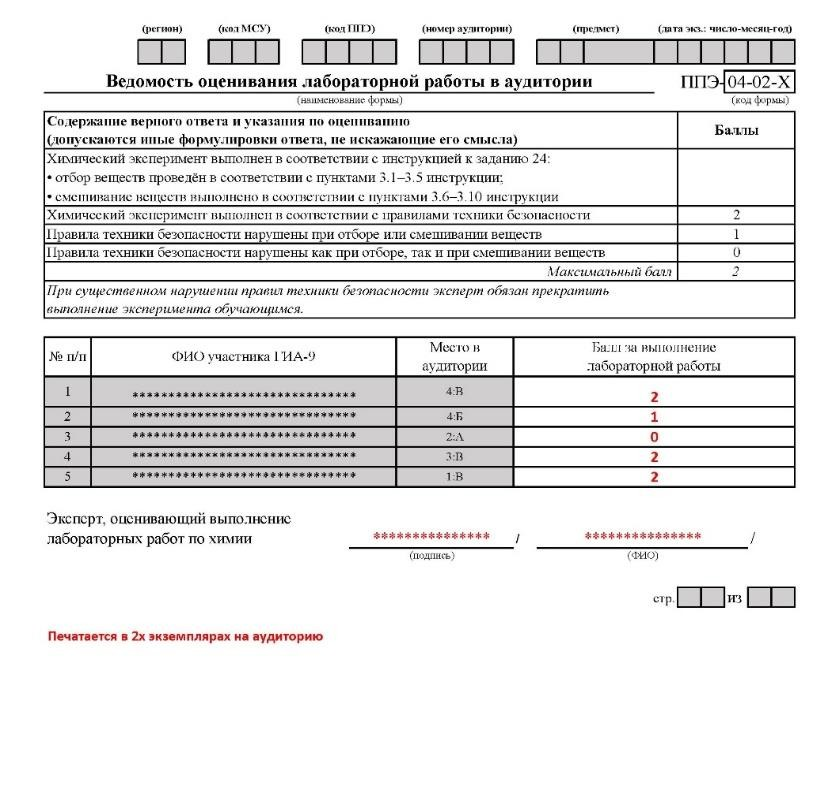 (регион) (код МСУ) (код ППЭ) (номер аудитории) (предмет) (дата экз.: число-месяц-год)
Ведомость оценивания лабораторной работы в аудитории ППЭ-04-02-Х
(наименование формы) (код формы)
Содержание верного ответа и указания по оцениванию
(допускаются иные формулировки ответа, не искажающие его смысла) Баллы
Химический эксперимент выполнен в соответствии с инструкцией к заданию 24:
• отбор веществ проведён в соответствии с пунктами 3.1–3.5 инструкции;
• смешивание веществ выполнено в соответствии с пунктами 3.6–3.10 инструкции
Химический эксперимент выполнен в соответствии с правилами техники безопасности 2
Правила техники безопасности нарушены при отборе или смешивании веществ 1
Правила техники безопасности нарушены как при отборе, так и при смешивании веществ 0
Максимальный балл 2
При существенном нарушении правил техники безопасности эксперт обязан прекратить
выполнение эксперимента обучающимся.
№ п/п ФИО участника ГИА-9 Место в аудитории Балл за выполнение лабораторной работы
1 ******************************* 4:В 2
2 ******************************* 4:Б 1
3 ******************************* 2:А 0
4 ******************************* 3:В 2
5 ******************************* 1:В 2
Эксперт, оценивающий выполнение
лабораторных работ по химии *************** / *************** /
(подпись) (ФИО)
стр. из
Печатается в 2х экземплярах на аудиторию